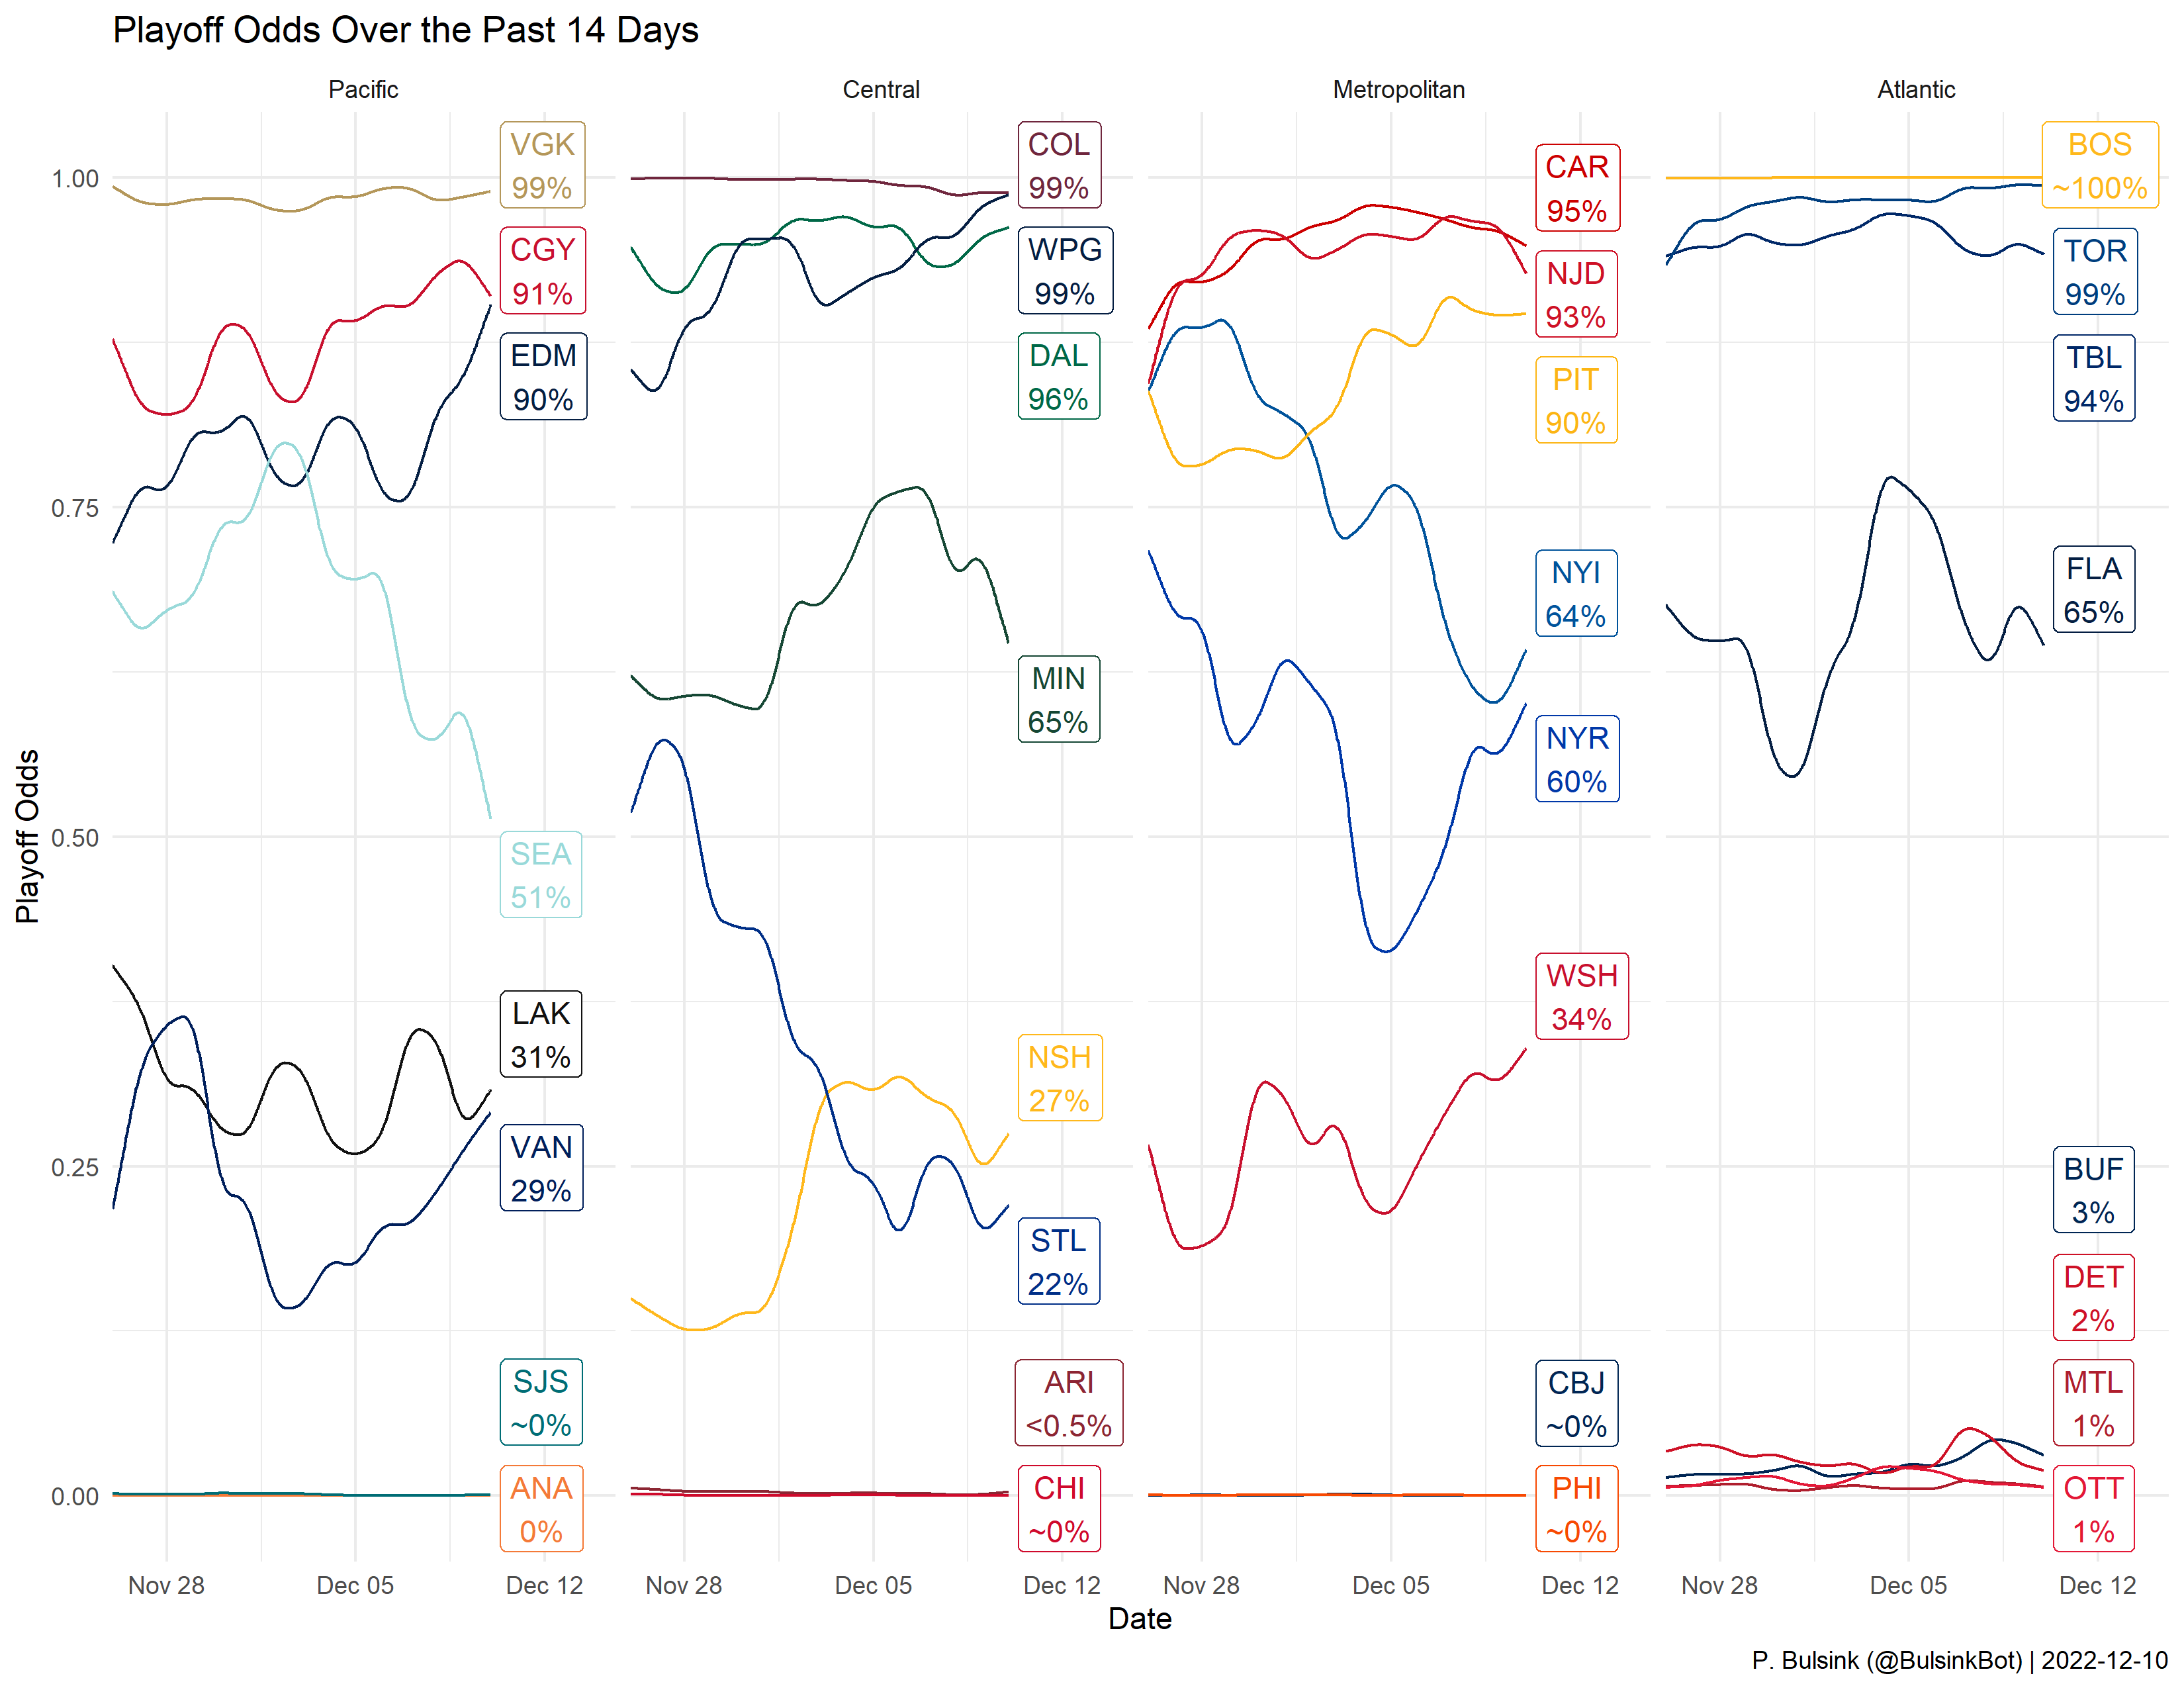 Playoff Odds Over the Past 14 Days
Pacific
Central
Metropolitan
Atlantic
Playoff Odds
1.00
0.75
0.50
0.25
0.00
VGK
99%
CGY
91%
EDM
90%
SEA
51%
LAK
31%
VAN
29%
SJS
~0%
ANA
0%
COL
99%
WPG
99%
DAL
96%
MIN
65%
NSH
27%
STL
22%
ARI
<0.5%
CHI
~0%
CAR
95%
NJD
93%
PIT
90%
NYI
64%
NYR
60%
WSH
34%
CBJ
~0%
PHI
~0%
BOS
~100%
TOR
99%
TBL
94%
FLA
65%
BUF
3%
DET
2%
MTL
1%
OTT
1%
Nov 28 Dec 05 Dec 12
Nov 28 Dec 05 Dec 12
Nov 28 Dec 05 Dec 12
Nov 28 Dec 05 Dec 12
Date
P. Bulsink (@BulsinkBot) | 2022-12-10